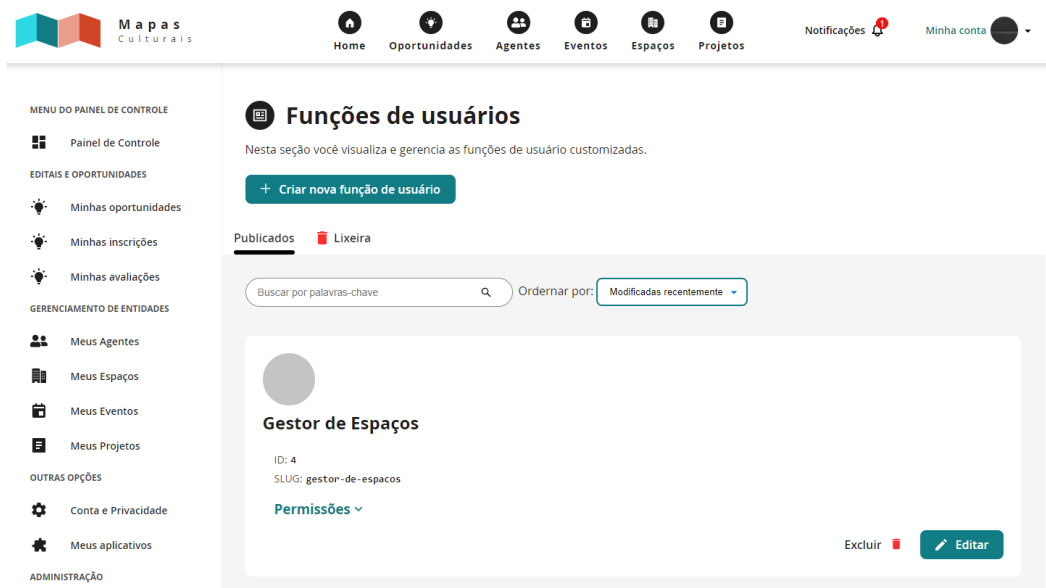 Mapas
Culturais
Home
Oportunidades
Agentes
Eventos
Espaços
Projetos
Notificações
1
Minha conta
MENU DO PAINEL DE CONTROLE
Painel de Controle
EDITAIS E OPORTUNIDADES
Minhas oportunidades
Minhas inscrições
Minhas avaliações
GERENCIAMENTO DE ENTIDADES
Meus Agentes
Meus Espaços
Meus Eventos
Meus Projetos
OUTRAS OPÇÕES
Conta e Privacidade
Meus aplicativos
ADMINISTRAÇÃO
Funções de usuários
Nesta seção você visualiza e gerencia as funções de usuário customizadas.
+ Criar nova função de usuário
Publicados
Lixeira
Buscar por palavras-chave
Ordernar por:
Modificadas recentemente
Gestor de Espaços
ID: 4
SLUG: gestor-de-espacos
Permissões
Excluir
Editar